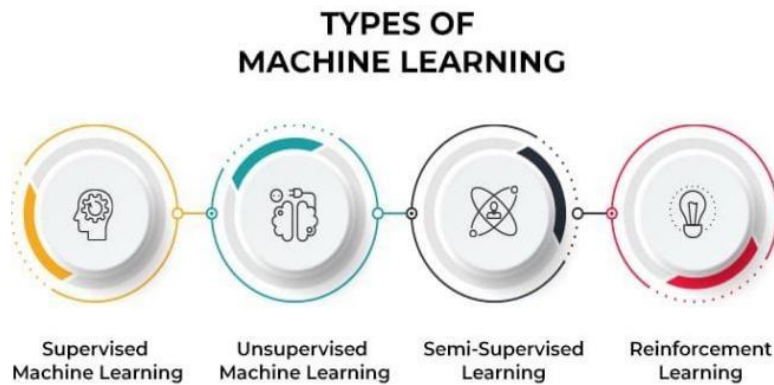 TYPES OF
MACHINE LEARNING
Supervised
Machine Learning
Unsupervised
Machine Learning
Semi-Supervised
Learning
Reinforcement
Learning